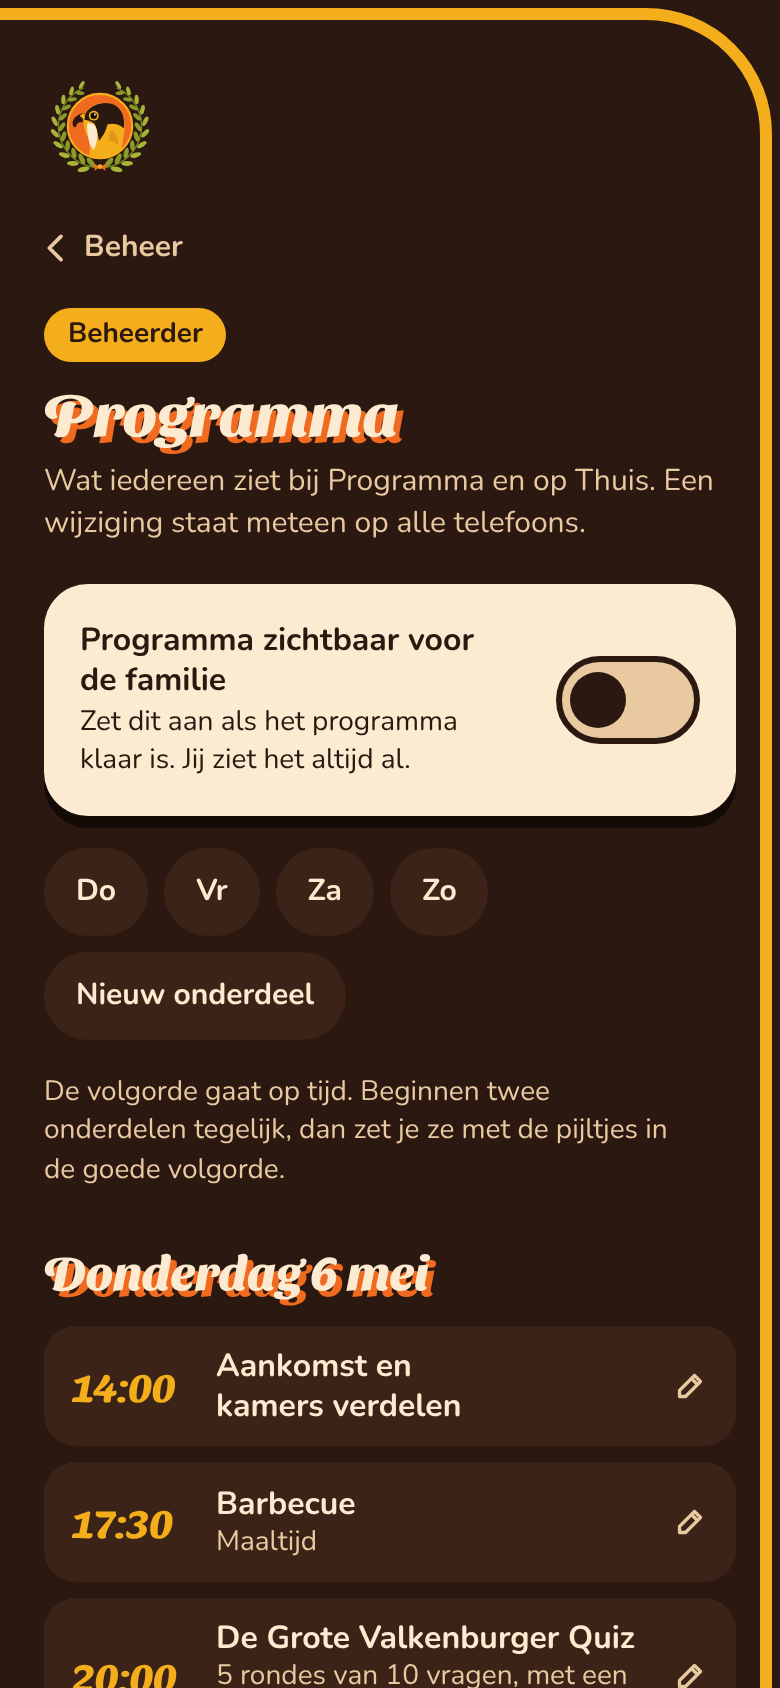 Beheer
Beheerder
Programma
Wat iedereen ziet bij Programma en op Thuis. Een
wijziging staat meteen op alle telefoons.
Programma zichtbaar voor
de familie
Zet dit aan als het programma
klaar is. Jij ziet het altijd al.
Do
Vr
Za
Zo
Nieuw onderdeel
De volgorde gaat op tijd. Beginnen twee
onderdelen tegelijk, dan zet je ze met de pijltjes in
de goede volgorde.
Donderdag 6 mei
14:00
Aankomst en
kamers verdelen
17:30
Barbecue
Maaltijd
20:00
De Grote Valkenburger Quiz
5 rondes van 10 vragen, met een